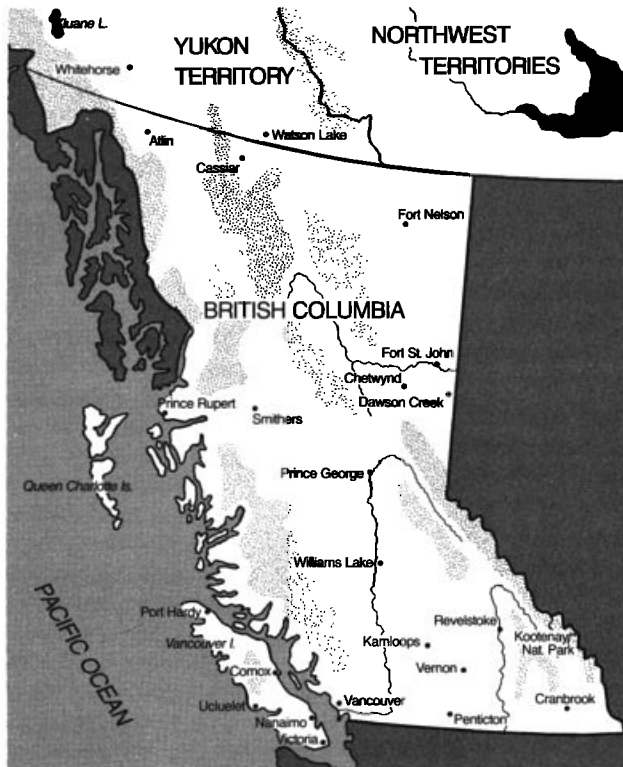 Kluane L.
YUKON
TERRITORY
NORTHWEST
TERRITORIES
Whitehorse
Atlin
Watson Lake
Cassiar
Fort Nelson
BRITISH COLUMBIA
Fort St. John
Chetwynd
Dawson Creek
Prince Rupert
Smithers
Queen Charlotte Is.
Prince George
Williams Lake
PACIFIC OCEAN
Port Hardy
Vancouver I.
Revelstoke
Kamloops
Kootenay
Nat. Park
Vernon
Comox
Ucluelet
Vancouver
Cranbrook
Nanaimo
Penticton
Victoria